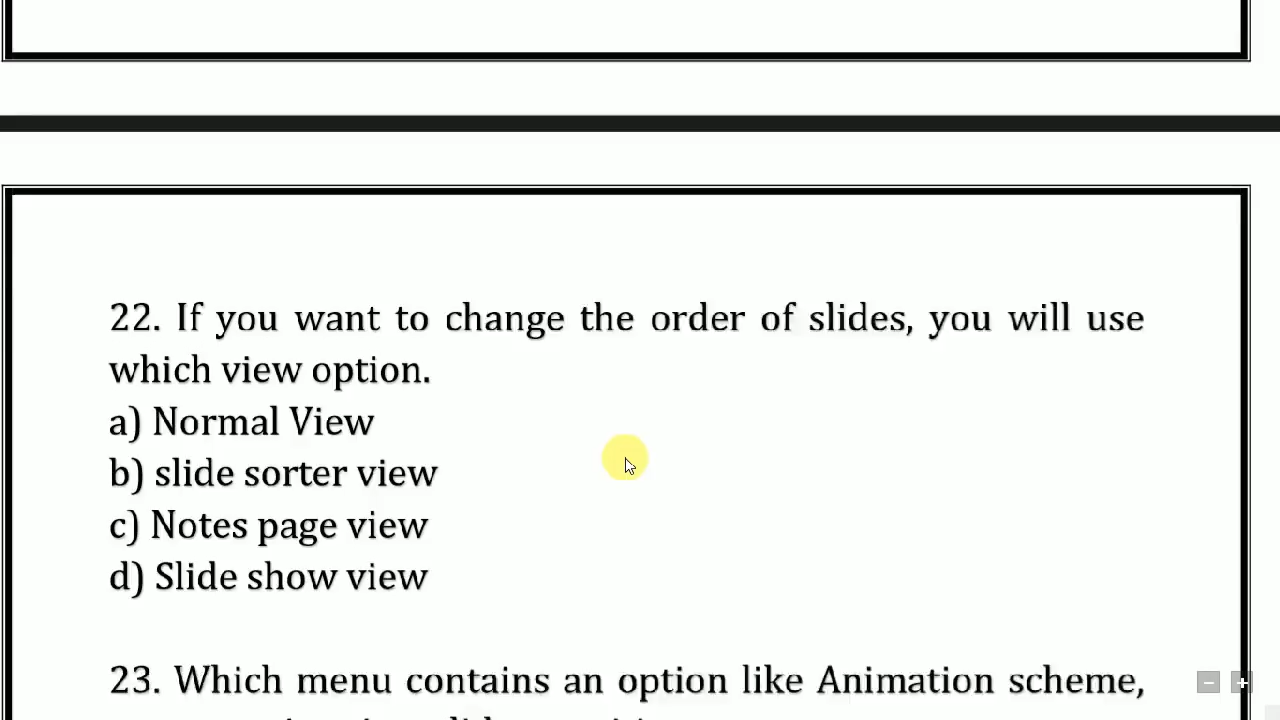 22. If you want to change the order of slides, you will use
which view option.
a) Normal View
b) slide sorter view
c) Notes page view
d) Slide show view
23. Which menu contains an option like Animation scheme,